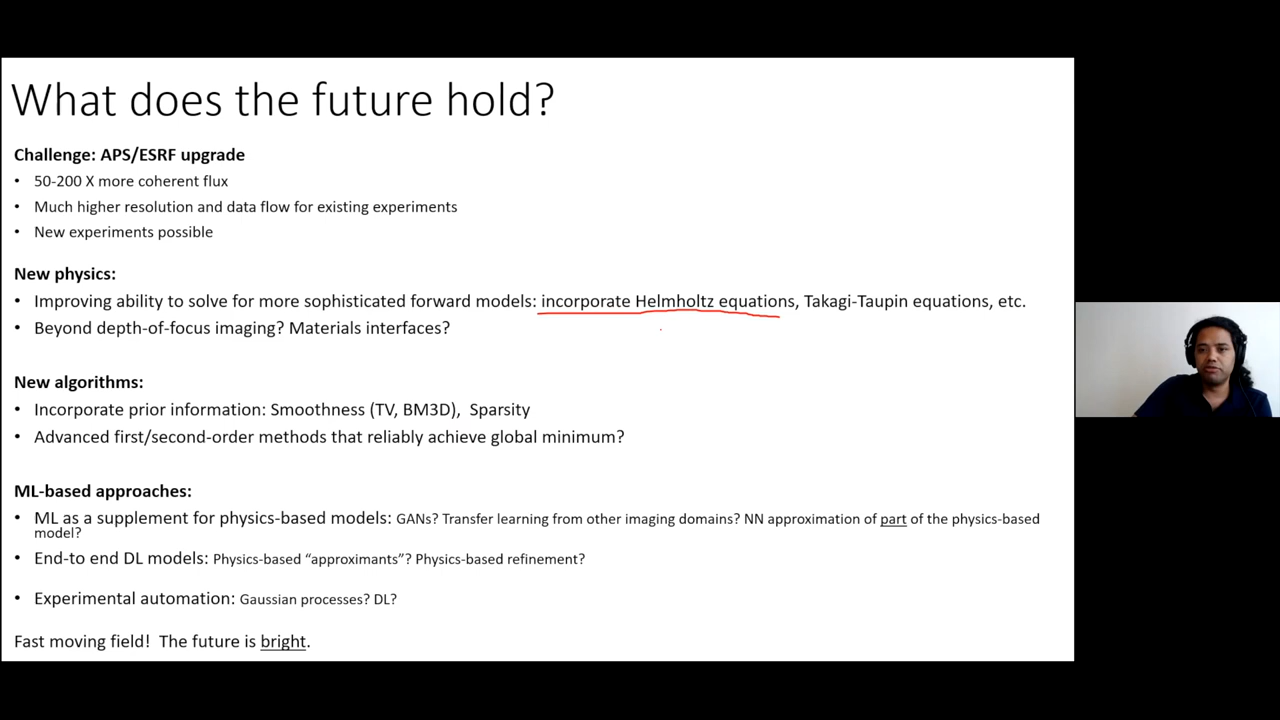 What does the future hold?
Challenge: APS/ESRF upgrade
• 50-200 X more coherent flux
• Much higher resolution and data flow for existing experiments
• New experiments possible
New physics:
• Improving ability to solve for more sophisticated forward models: incorporate Helmholtz equations, Takagi-Taupin equations, etc.
• Beyond depth-of-focus imaging? Materials interfaces?
New algorithms:
• Incorporate prior information: Smoothness (TV, BM3D), Sparsity
• Advanced first/second-order methods that reliably achieve global minimum?
ML-based approaches:
• ML as a supplement for physics-based models: GANs? Transfer learning from other imaging domains? NN approximation of part of the physics-based
model?
• End-to end DL models: Physics-based “approximants”? Physics-based refinement?
• Experimental automation: Gaussian processes? DL?
Fast moving field! The future is bright.